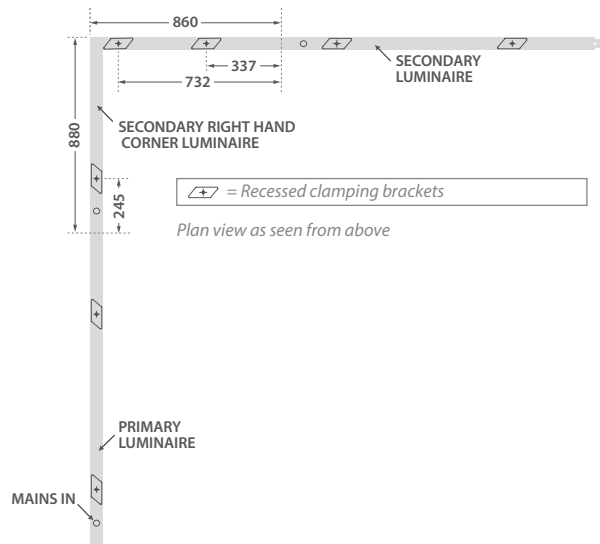 860
337
732
SECONDARY
LUMINAIRE
880
SECONDARY RIGHT HAND
CORNER LUMINAIRE
245
= Recessed clamping brackets
Plan view as seen from above
PRIMARY
LUMINAIRE
MAINS IN